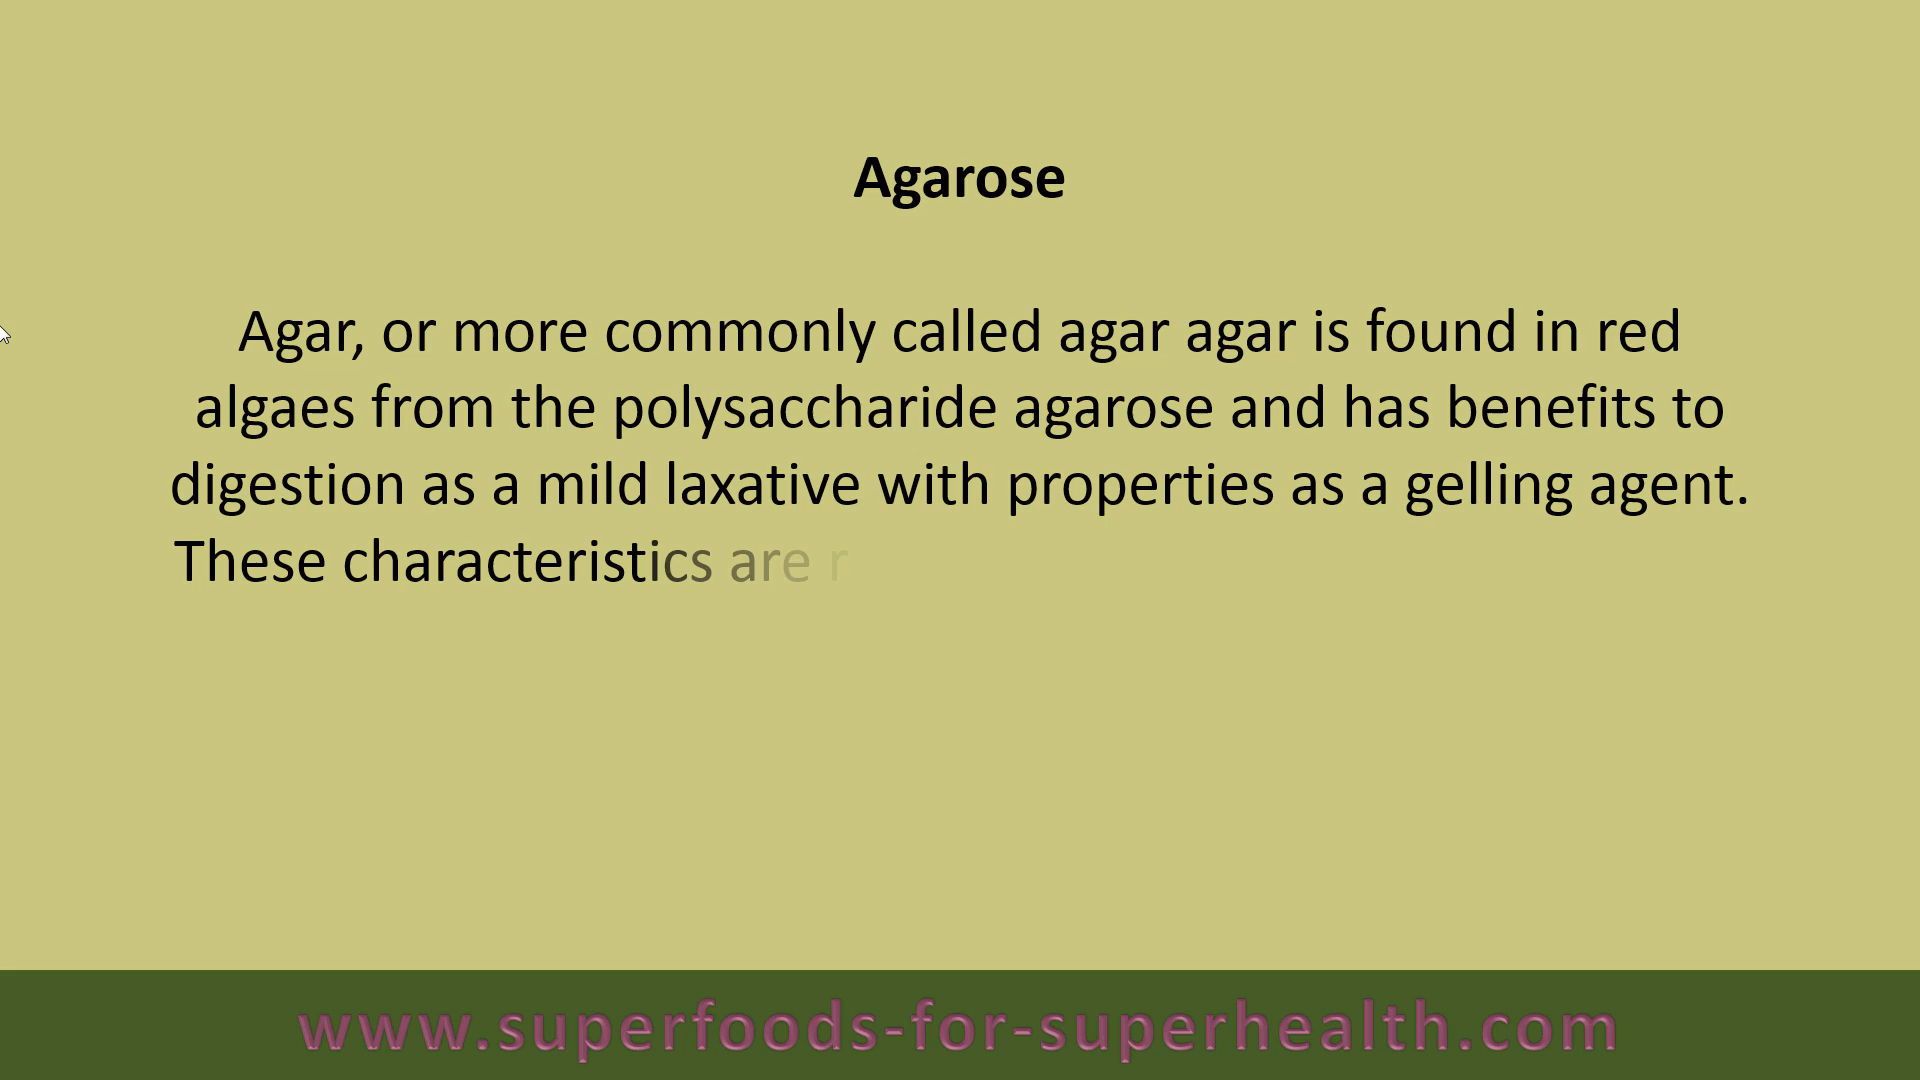 Agarose
Agar, or more commonly called agar agar is found in red
algaes from the polysaccharide agarose and has benefits to
digestion as a mild laxative with properties as a gelling agent.
These characteristics are r
www.superfoods-for-superhealth.com